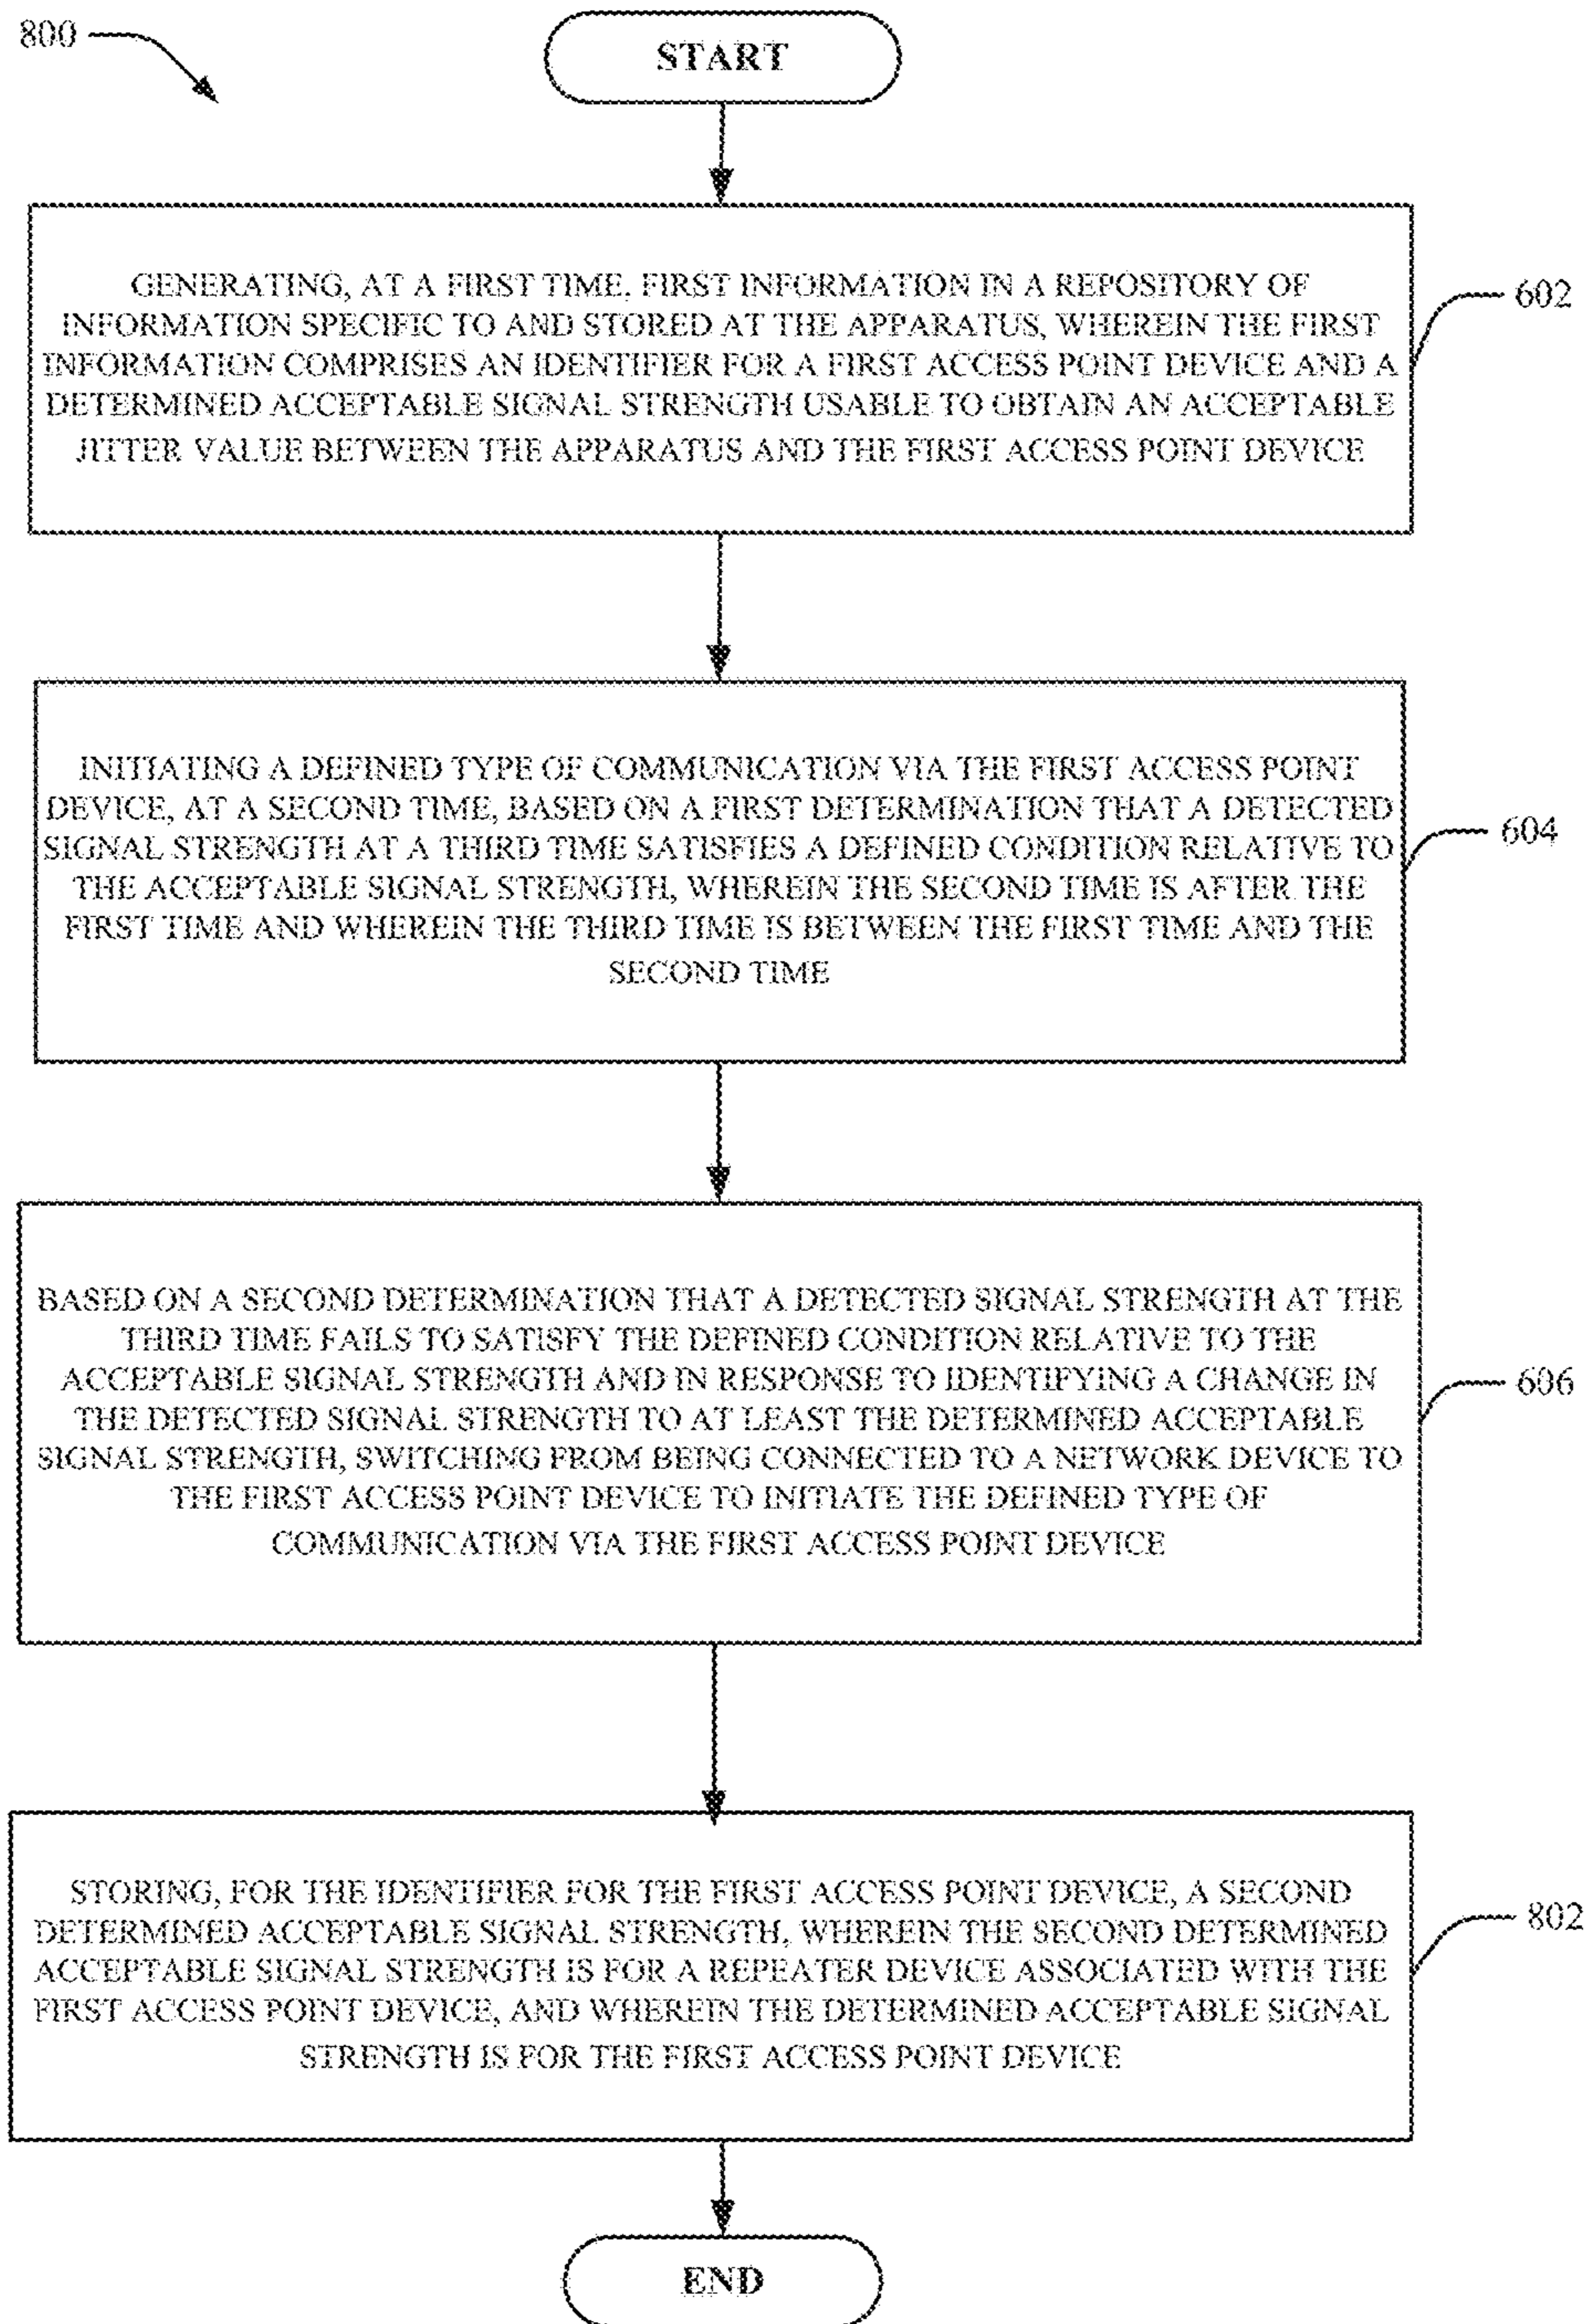 800
START
GENERATING, AT A FIRST TIME, FIRST INFORMATION IN A REPOSITORY OF
INFORMATION SPECIFIC TO AND STORED AT THE APPARATUS, WHEREIN THE FIRST
INFORMATION COMPRISES AN IDENTIFIER FOR A FIRST ACCESS POINT DEVICE AND A
DETERMINED ACCEPTABLE SIGNAL STRENGTH USABLE TO OBTAIN AN ACCEPTABLE
JITTER VALUE BETWEEN THE APPARATUS AND THE FIRST ACCESS POINT DEVICE
602
INITIATING A DEFINED TYPE OF COMMUNICATION VIA THE FIRST ACCESS POINT
DEVICE, AT A SECOND TIME, BASED ON A FIRST DETERMINATION THAT A DETECTED
SIGNAL STRENGTH AT A THIRD TIME SATISFIES A DEFINED CONDITION RELATIVE TO
THE ACCEPTABLE SIGNAL STRENGTH, WHEREIN THE SECOND TIME IS AFTER THE
FIRST TIME AND WHEREIN THE THIRD TIME IS BETWEEN THE FIRST TIME AND THE
SECOND TIME
604
BASED ON A SECOND DETERMINATION THAT A DETECTED SIGNAL STRENGTH AT THE
THIRD TIME FAILS TO SATISFY THE DEFINED CONDITION RELATIVE TO THE
ACCEPTABLE SIGNAL STRENGTH AND IN RESPONSE TO IDENTIFYING A CHANGE IN
THE DETECTED SIGNAL STRENGTH TO AT LEAST THE DETERMINED ACCEPTABLE
SIGNAL STRENGTH, SWITCHING FROM BEING CONNECTED TO A NETWORK DEVICE TO
THE FIRST ACCESS POINT DEVICE TO INITIATE THE DEFINED TYPE OF
COMMUNICATION VIA THE FIRST ACCESS POINT DEVICE
606
STORING, FOR THE IDENTIFIER FOR THE FIRST ACCESS POINT DEVICE, A SECOND
DETERMINED ACCEPTABLE SIGNAL STRENGTH, WHEREIN THE SECOND DETERMINED
ACCEPTABLE SIGNAL STRENGTH IS FOR A REPEATER DEVICE ASSOCIATED WITH THE
FIRST ACCESS POINT DEVICE, AND WHEREIN THE DETERMINED ACCEPTABLE SIGNAL
STRENGTH IS FOR THE FIRST ACCESS POINT DEVICE
802
END